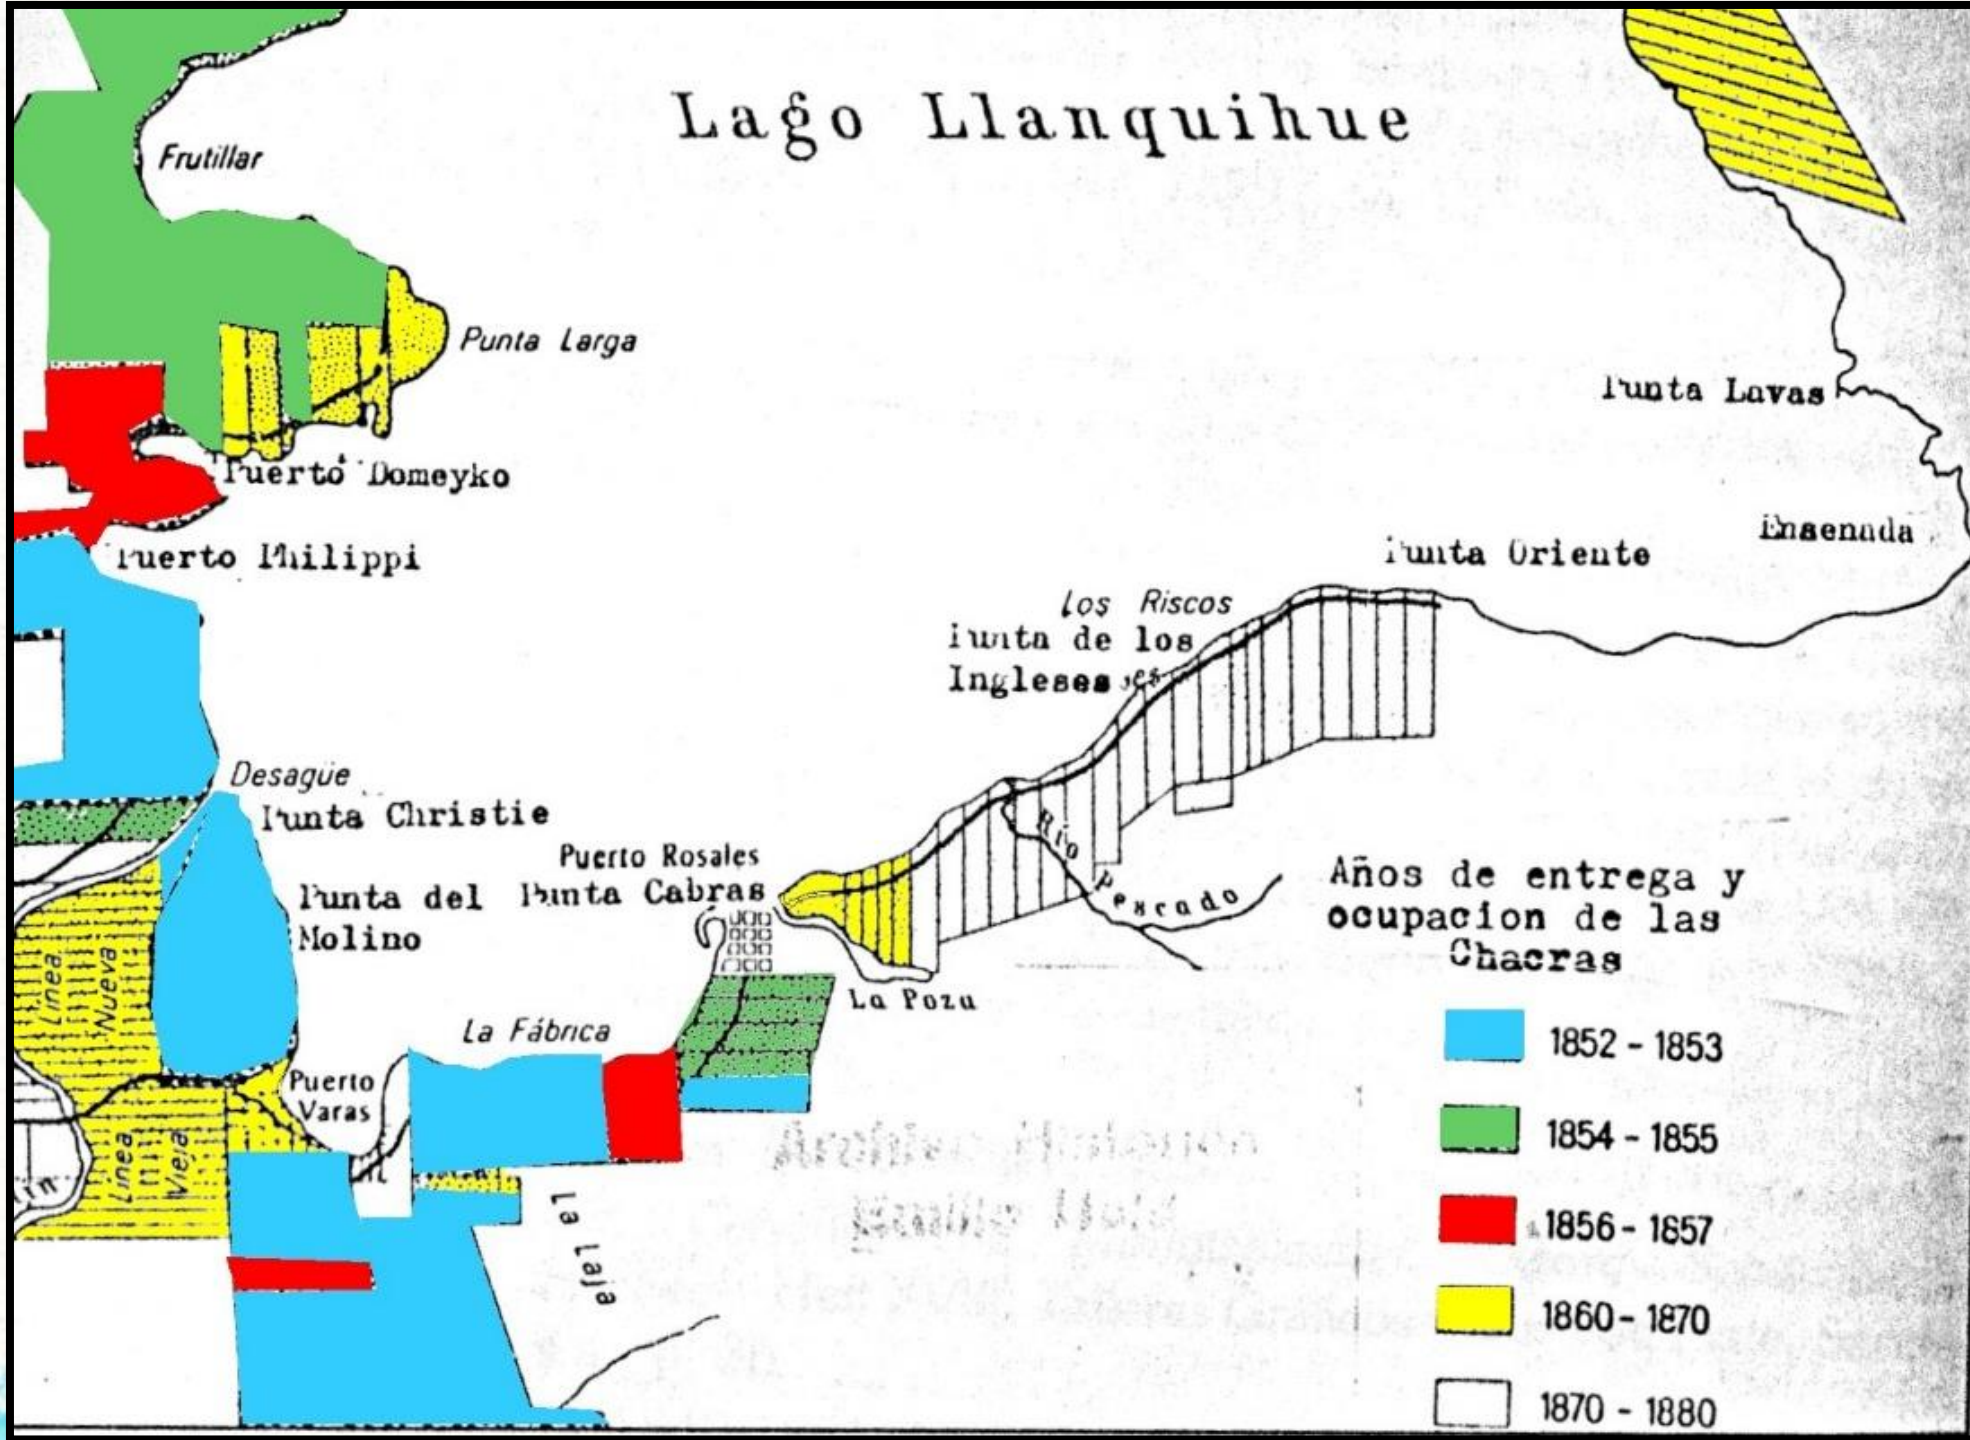 Lago Llanquihue
Frutillar
Punta Larga
Punta Lavas
Puerto Domeyko
Ensenada
Puerto Philippi
Punta Oriente
Los Riscos
Punta de los
Ingleses
Desagüe
Punta Christie
Puerto Rosales
Punta Cabras
Punta del
Molino
Río Pescado
Linea
Nueva
La Poza
La Fábrica
Puerto
Varas
Linea
Vieja
La Laja
Años de entrega y
ocupacion de las
Chacras
1852 - 1853
1854 - 1855
1856 - 1857
1860 - 1870
1870 - 1880